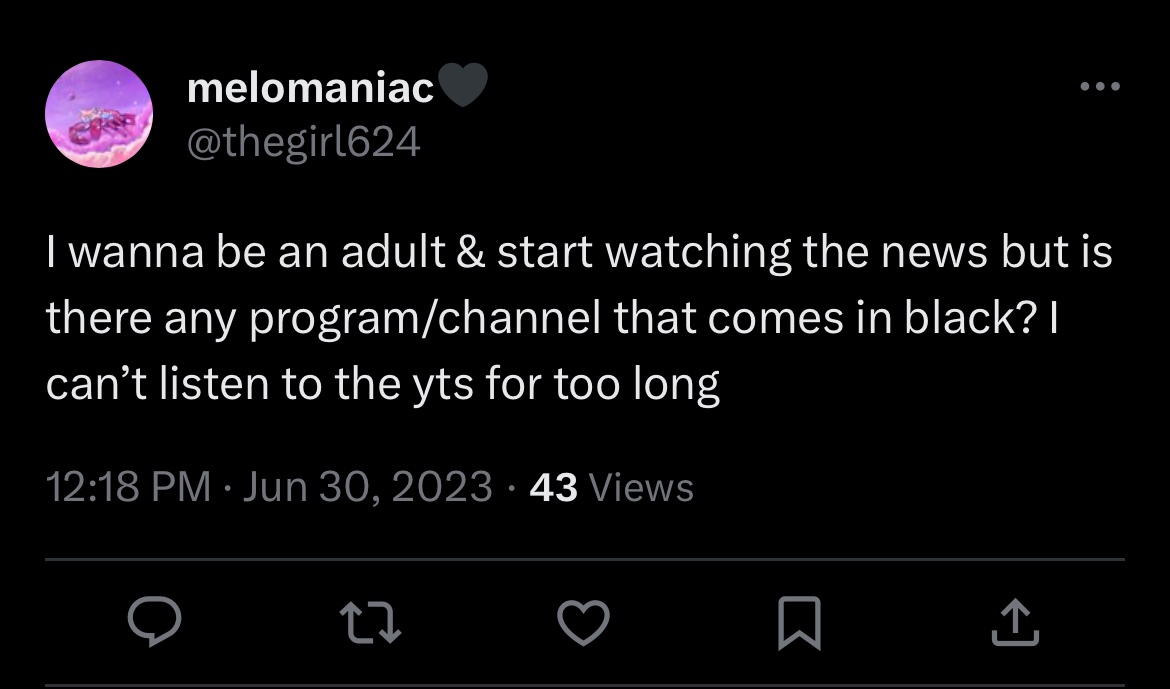 melomaniac🖤
@thegirl624
I wanna be an adult & start watching the news but is
there any program/channel that comes in black? I
can’t listen to the yts for too long
12:18 PM · Jun 30, 2023 · 43 Views